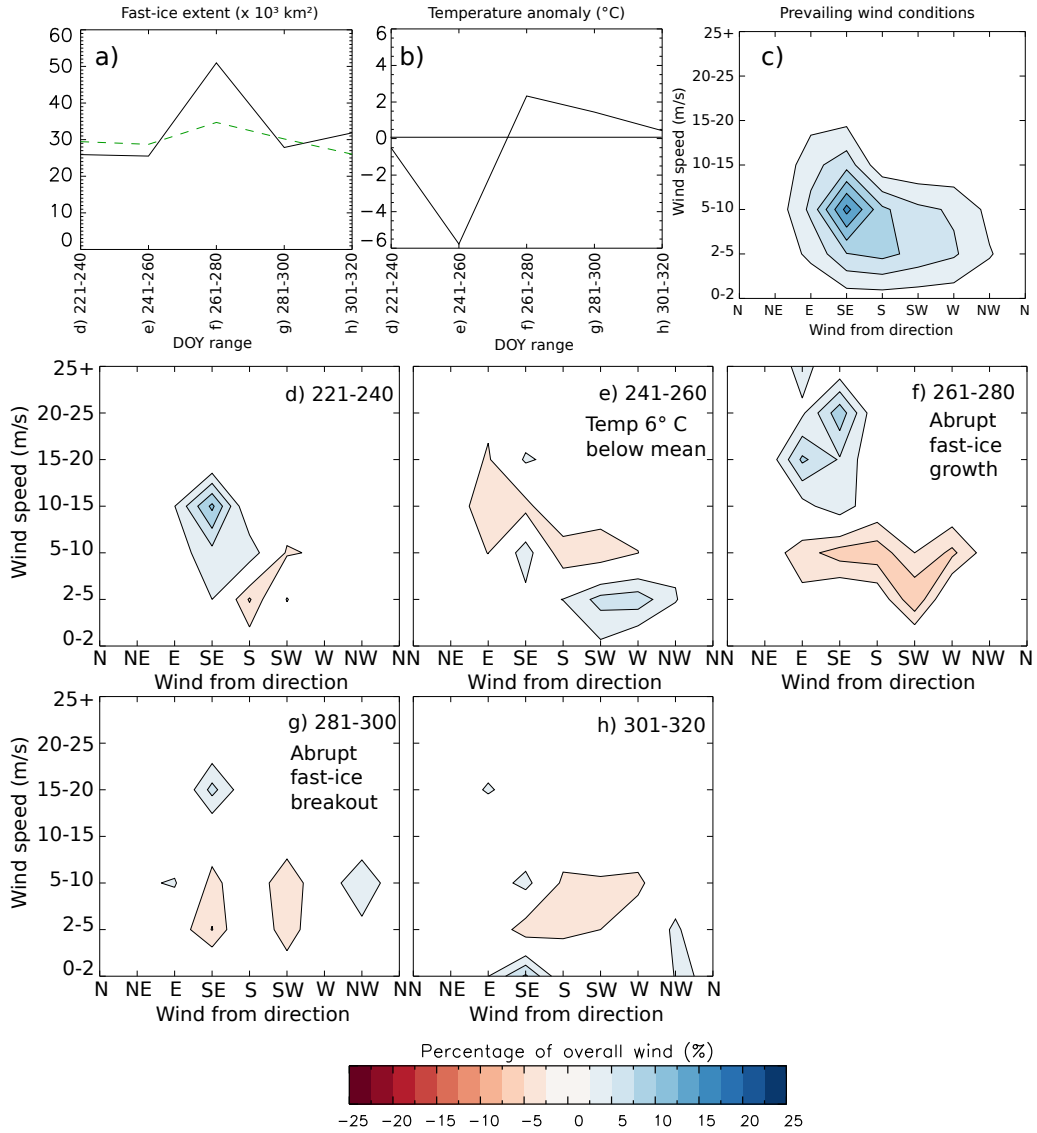 Fast-ice extent (x 10³ km²)
60
50
40
30
20
10
0
a)
d) 221-240
e) 241-260
f) 261-280
g) 281-300
h) 301-320
DOY range
Temperature anomaly (°C)
6
4
2
0
−2
−4
−6
b)
d) 221-240
e) 241-260
f) 261-280
g) 281-300
h) 301-320
DOY range
Prevailing wind conditions
Wind speed (m/s)
25+
20-25
15-20
10-15
5-10
2-5
0-2
c)
N NE E SE S SW W NW N
Wind from direction
Wind speed (m/s)
25+
20-25
15-20
10-15
5-10
2-5
0-2
d) 221-240
N NE E SE S SW W NW N
Wind from direction
e) 241-260
Temp 6° C
below mean
N NE E SE S SW W NW N
Wind from direction
f) 261-280
Abrupt
fast-ice
growth
N NE E SE S SW W NW N
Wind from direction
Wind speed (m/s)
25+
20-25
15-20
10-15
5-10
2-5
0-2
g) 281-300
Abrupt
fast-ice
breakout
N NE E SE S SW W NW N
Wind from direction
h) 301-320
N NE E SE S SW W NW N
Wind from direction
Percentage of overall wind (%)
−25 −20 −15 −10 −5 0 5 10 15 20 25